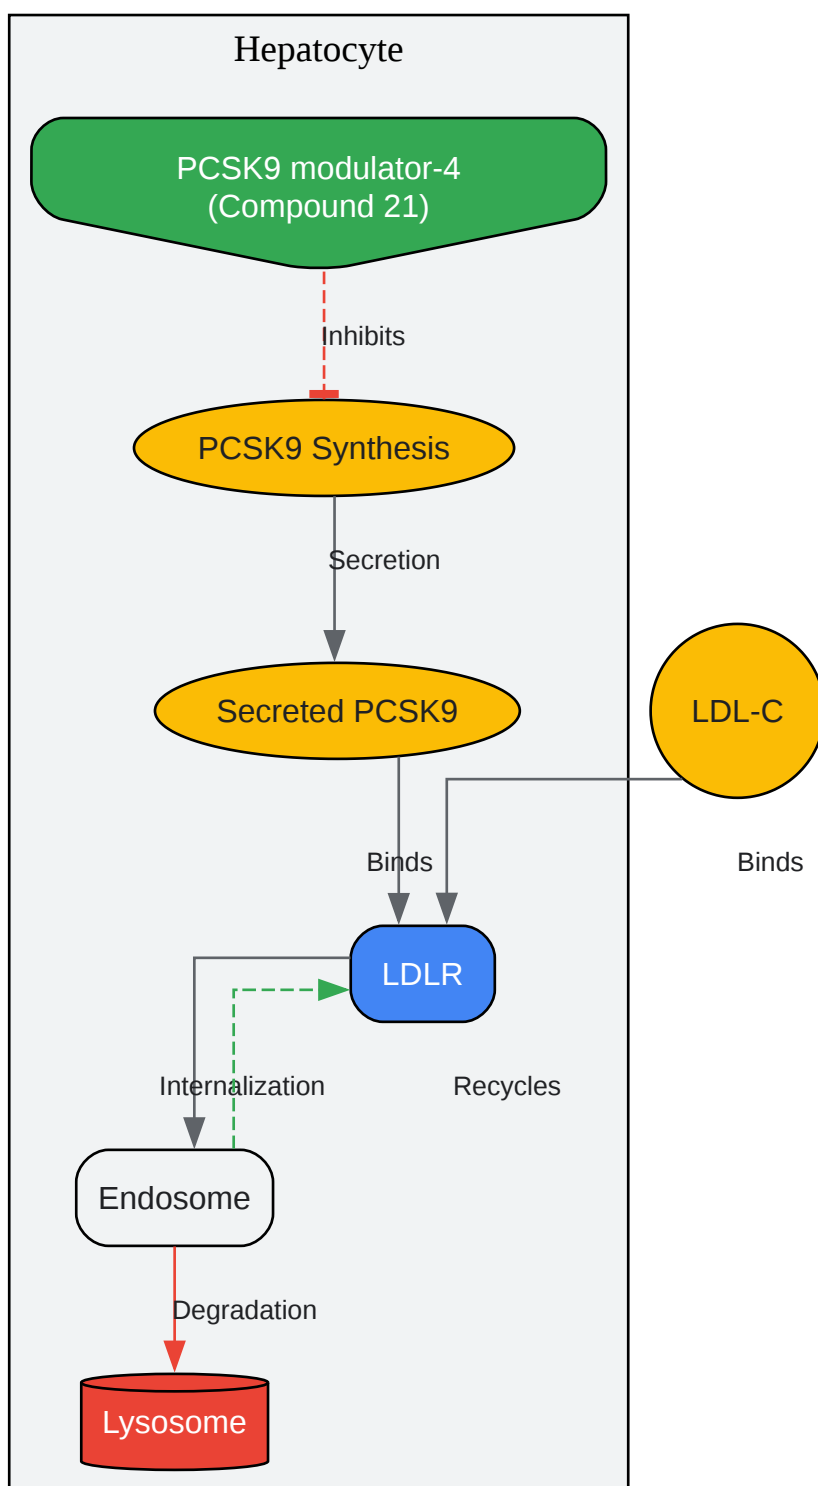 Hepatocyte
PCSK9 modulator-4
(Compound 21)
Inhibits
PCSK9 Synthesis
Secretion
Secreted PCSK9
LDL-C
Binds
Binds
LDLR
Internalization
Recycles
Endosome
Degradation
Lysosome